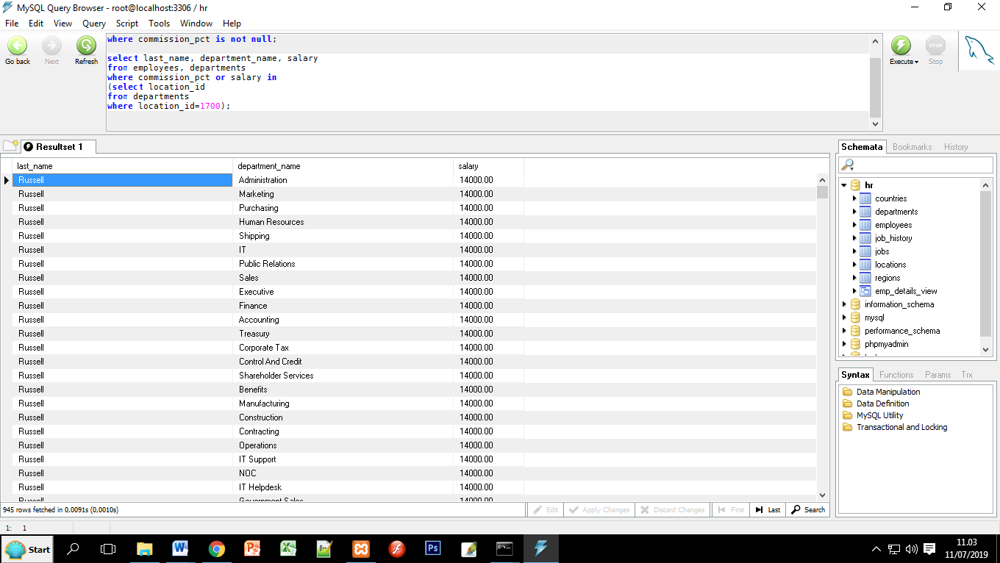 MySQL Query Browser - root@localhost:3306 / hr
File Edit View Query Script Tools Window Help
Go back Next Refresh
where commission_pct is not null;
select last_name, department_name, salary
from employees, departments
where commission_pct or salary in
(select location_id
from departments
where location_id=1700);
Execute Stop
STOP
Resultset 1
last_name department_name salary
Russell Administration 14000.00
Russell Marketing 14000.00
Russell Purchasing 14000.00
Russell Human Resources 14000.00
Russell Shipping 14000.00
Russell IT 14000.00
Russell Public Relations 14000.00
Russell Sales 14000.00
Russell Executive 14000.00
Russell Finance 14000.00
Russell Accounting 14000.00
Russell Treasury 14000.00
Russell Corporate Tax 14000.00
Russell Control And Credit 14000.00
Russell Shareholder Services 14000.00
Russell Benefits 14000.00
Russell Manufacturing 14000.00
Russell Construction 14000.00
Russell Contracting 14000.00
Russell Operations 14000.00
Russell IT Support 14000.00
Russell NOC 14000.00
Russell IT Helpdesk 14000.00
Russell Government Sales 14000.00
945 rows fetched in 0,0091s (0,0010s)
Edit Apply Changes Discard Changes First Last Search
1: 1
Schemata Bookmarks History
hr
countries
departments
employees
job_history
jobs
locations
regions
emp_details_view
information_schema
mysql
performance_schema
phpmyadmin
Syntax Functions Params Trx
Data Manipulation
Data Definition
MySQL Utility
Transactional and Locking
Start
Ps
11.03
11/07/2019